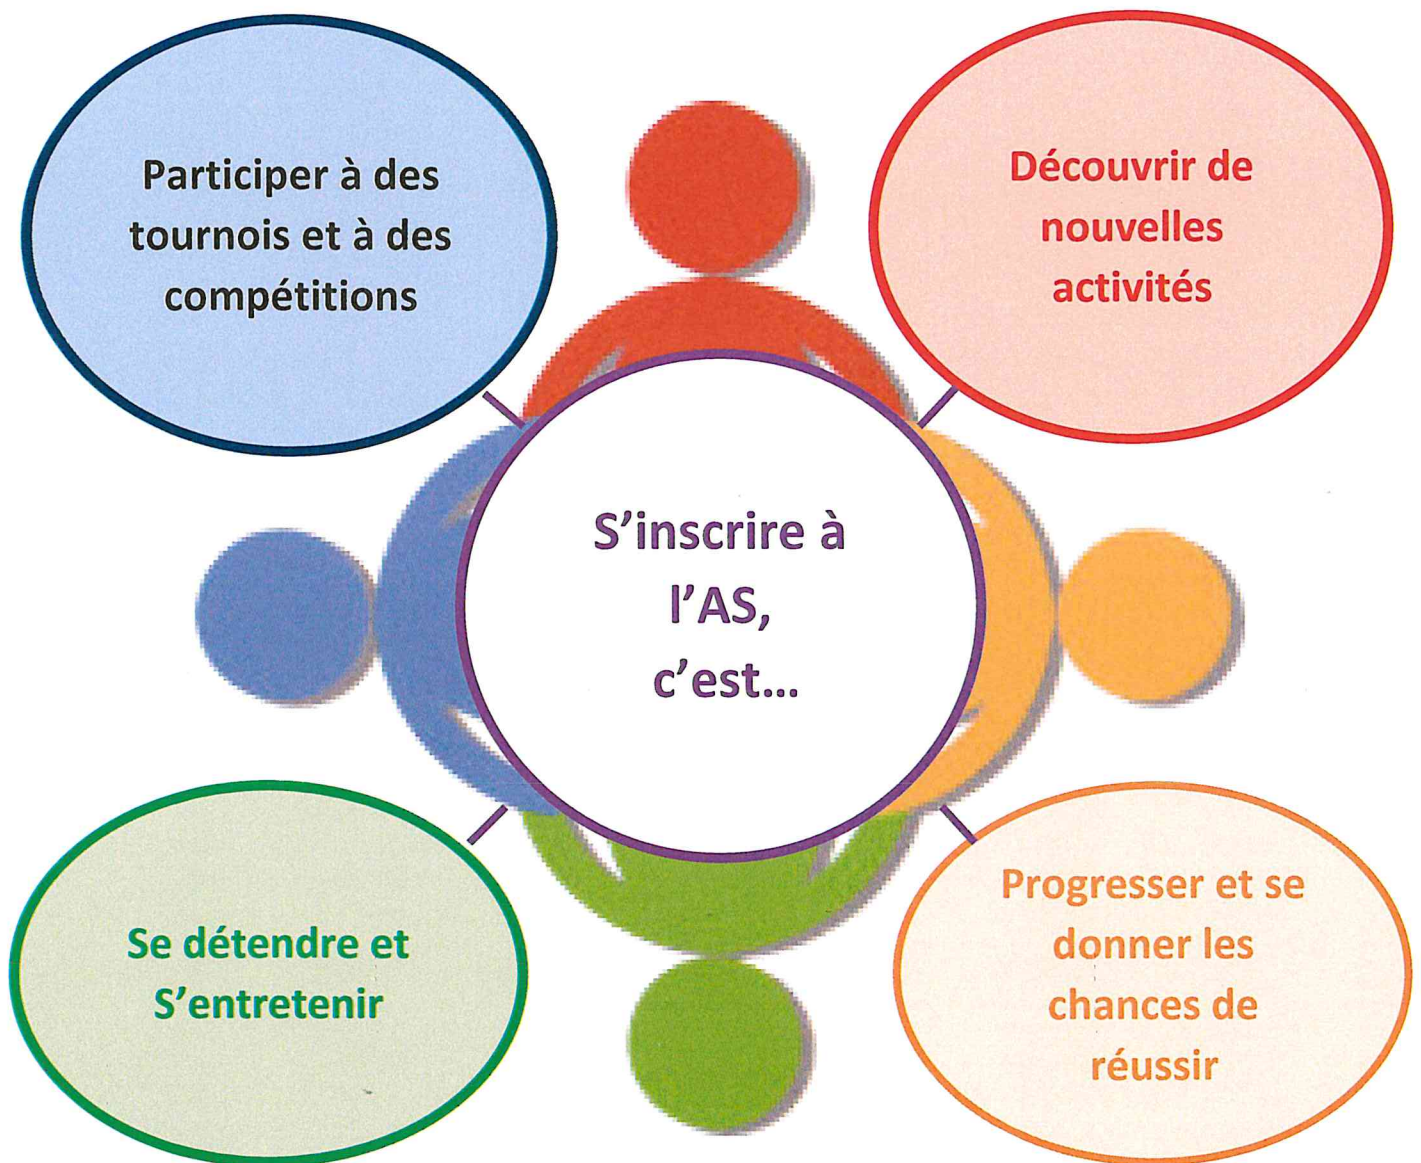 Participer à des
tournois et à des
compétitions
Découvrir de
nouvelles
activités
S’inscrire à
l’AS,
c’est...
Se détendre et
S’entretenir
Progresser et se
donner les
chances de
réussir